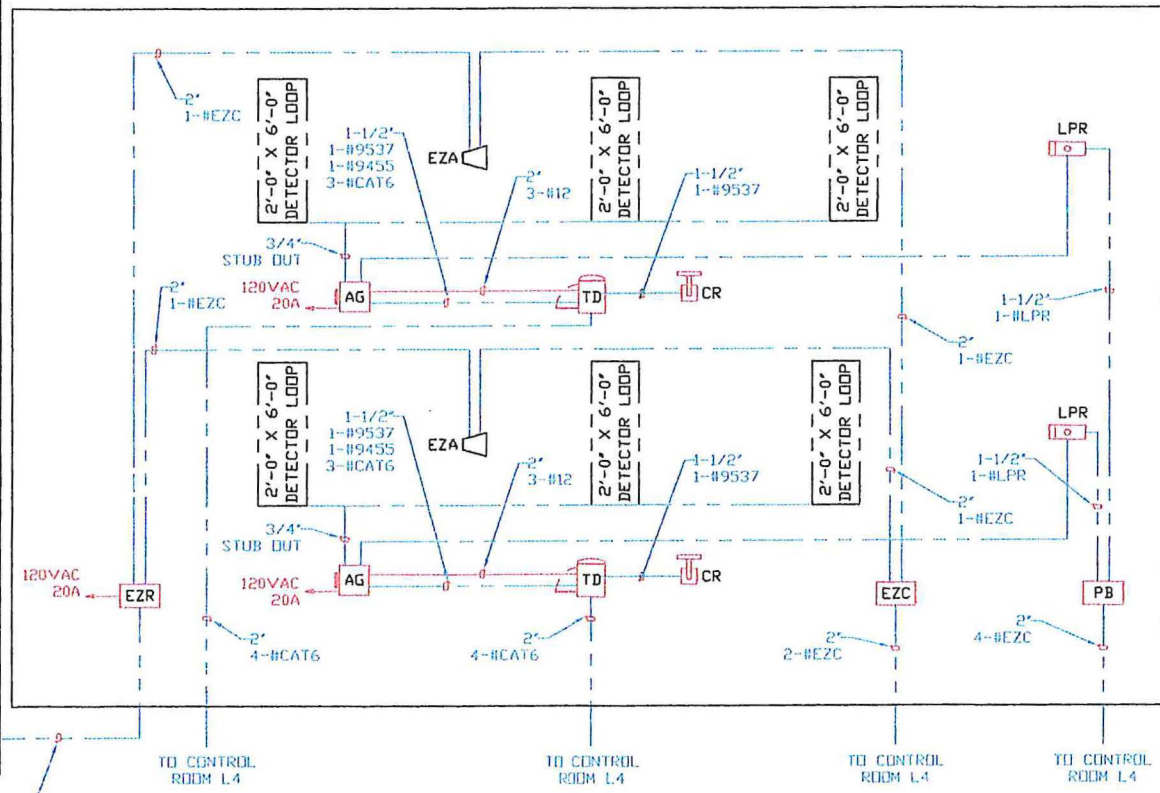 2"
1-#EZC
2'-0" X 6'-0"
DETECTOR LOOP
1-1/2"
1-#9537
1-#9455
3-#CAT6
EZA
2"
3-#12
2'-0" X 6'-0"
DETECTOR LOOP
1-1/2"
1-#9537
2'-0" X 6'-0"
DETECTOR LOOP
LPR
3/4"
STUB OUT
2"
1-#EZC
120VAC
20A
AG
TD
CR
1-1/2"
1-#LPR
2"
1-#EZC
2'-0" X 6'-0"
DETECTOR LOOP
1-1/2"
1-#9537
1-#9455
3-#CAT6
EZA
2"
3-#12
2'-0" X 6'-0"
DETECTOR LOOP
1-1/2"
1-#9537
2'-0" X 6'-0"
DETECTOR LOOP
LPR
1-1/2"
1-#LPR
2"
1-#EZC
3/4"
STUB OUT
120VAC
20A
EZR
120VAC
20A
AG
TD
CR
EZC
PB
2"
4-#CAT6
2"
4-#CAT6
2"
2-#EZC
2"
4-#EZC
TO CONTROL
ROOM L4
TO CONTROL
ROOM L4
TO CONTROL
ROOM L4
TO CONTROL
ROOM L4